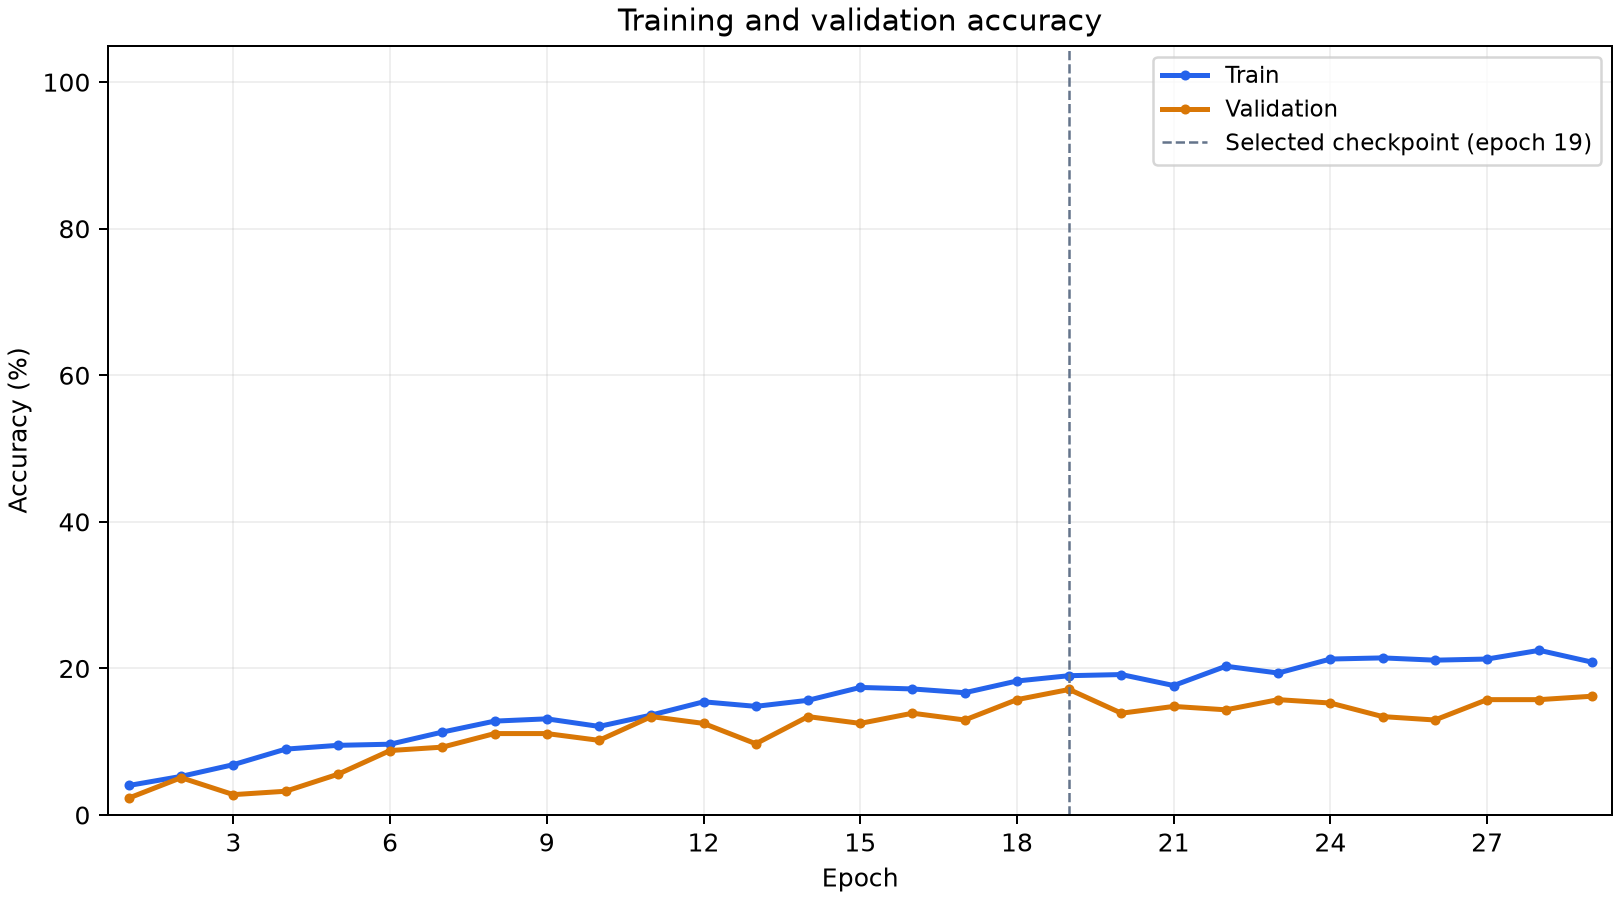 Training and validation accuracy
Train
Validation
Selected checkpoint (epoch 19)
Accuracy (%)
100
80
60
40
20
0
3 6 9 12 15 18 21 24 27
Epoch